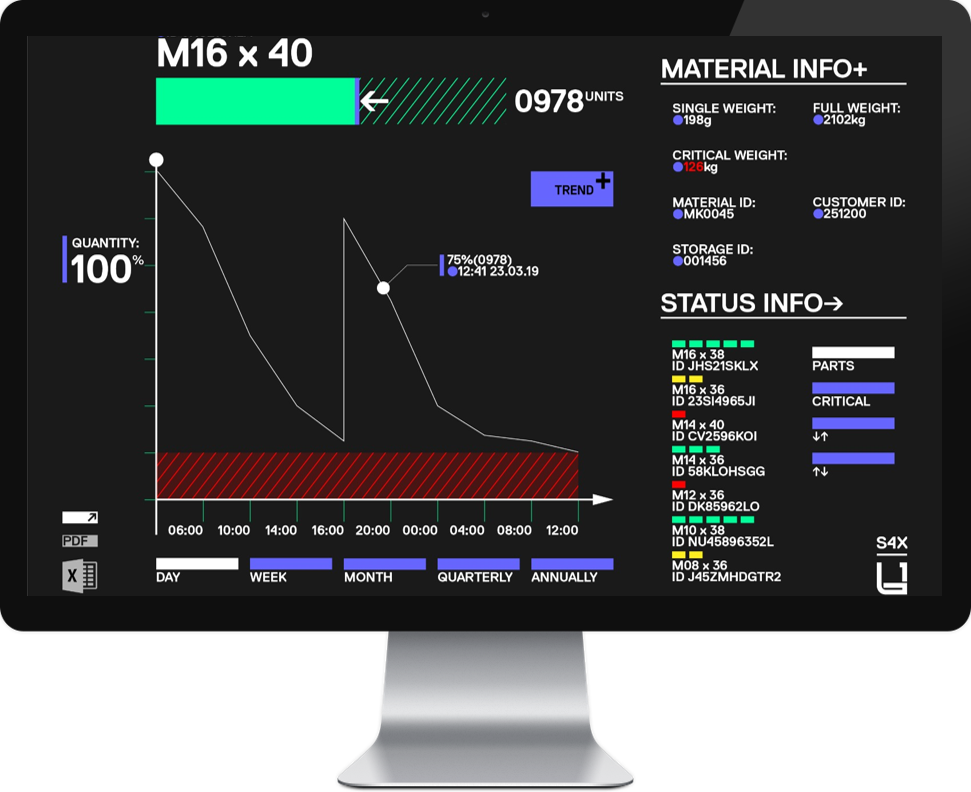 M16 x 40
0978 UNITS
TREND+
QUANTITY:
100%
75%(0978)
12:41 23.03.19
06:00 10:00 14:00 16:00 20:00 00:00 04:00 08:00 12:00
DAY WEEK MONTH QUARTERLY ANNUALLY
PDF
X
MATERIAL INFO+
SINGLE WEIGHT: FULL WEIGHT:
198g 2102kg
CRITICAL WEIGHT:
126kg
MATERIAL ID: CUSTOMER ID:
MK0045 251200
STORAGE ID:
001456
STATUS INFO→
M16 x 38
ID JHS21SKLX
M16 x 36
ID 23SI4965JI
M14 x 40
ID CV2596KOI
M14 x 36
ID 58KLOHSGG
M12 x 36
ID DK85962LO
M10 x 38
ID NU45896352L
M08 x 36
ID J45ZMHDGTR2
PARTS
CRITICAL
↓↑
↑↓
S4X